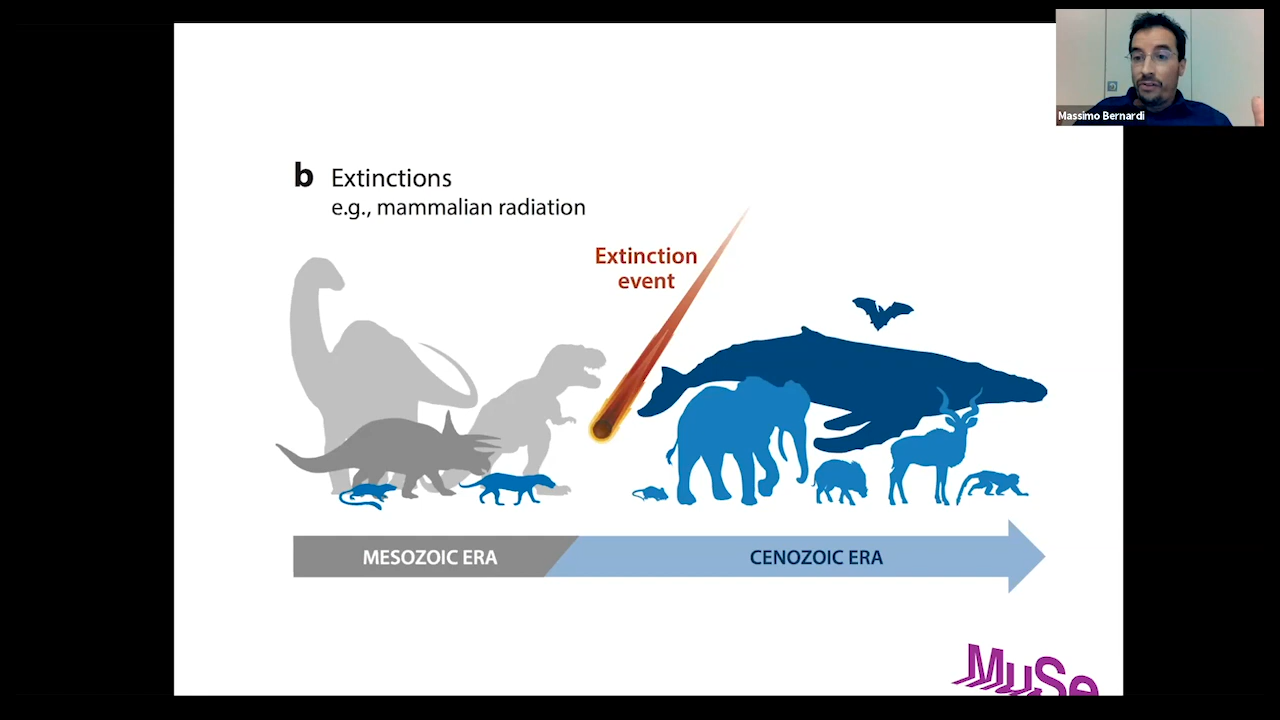 Massimo Bernardi
b Extinctions
e.g., mammalian radiation
Extinction
event
MESOZOIC ERA
CENOZOIC ERA
MuSe